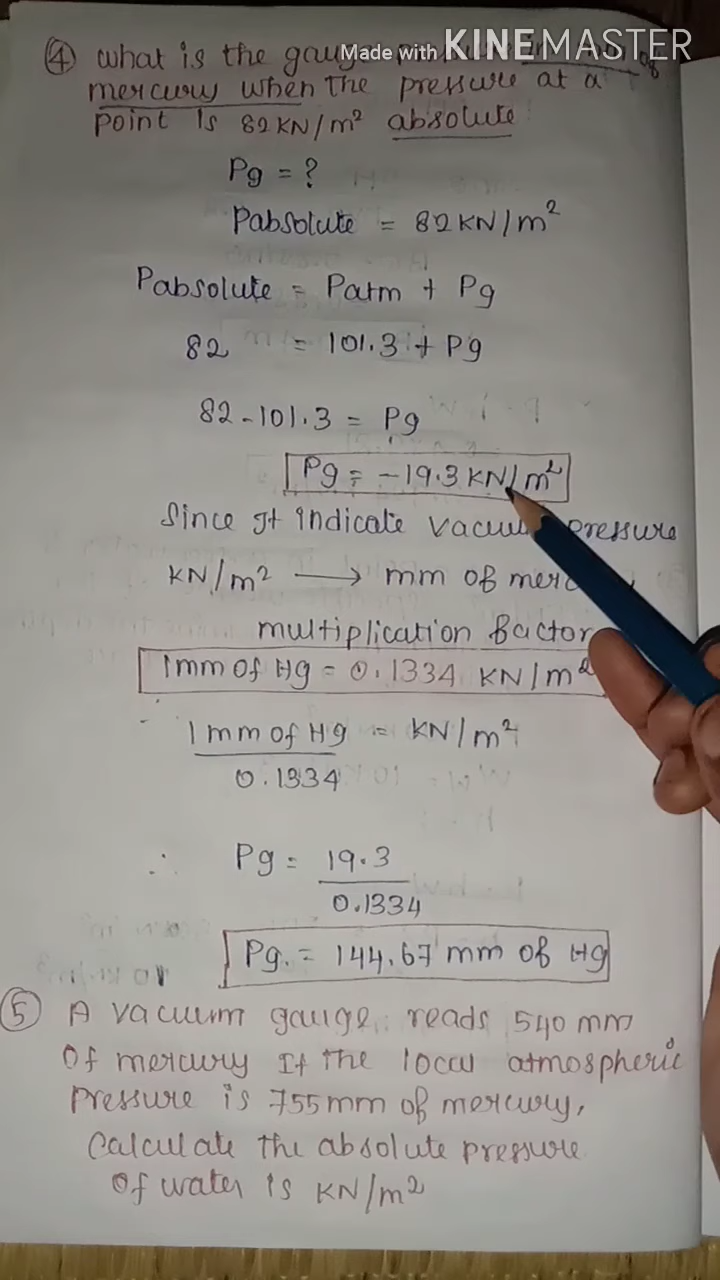 Made with KINEMASTER
④ What is the gauge
mercury when the pressure at a
point is 82 KN/m² absolute
Pg = ?
Pabsolute = 82 KN/m²
Pabsolute = Patm + Pg
82 = 101.3 + Pg
82 - 101.3 = Pg
Pg = -19.3 KN/m²
Since It indicate vacuum pressure
KN/m² → mm of
multiplication factor
1mm of Hg = 0.1334 KN/m²
1 mm of Hg = KN/m²
0.1334
∴ Pg = 19.3
0.1334
Pg. = 144.67 mm of Hg
⑤ A vacuum gauge reads 540 mm
of mercury If the local atmospheric
pressure is 755 mm of mercury,
Calculate the absolute pressure
of water is KN/m²